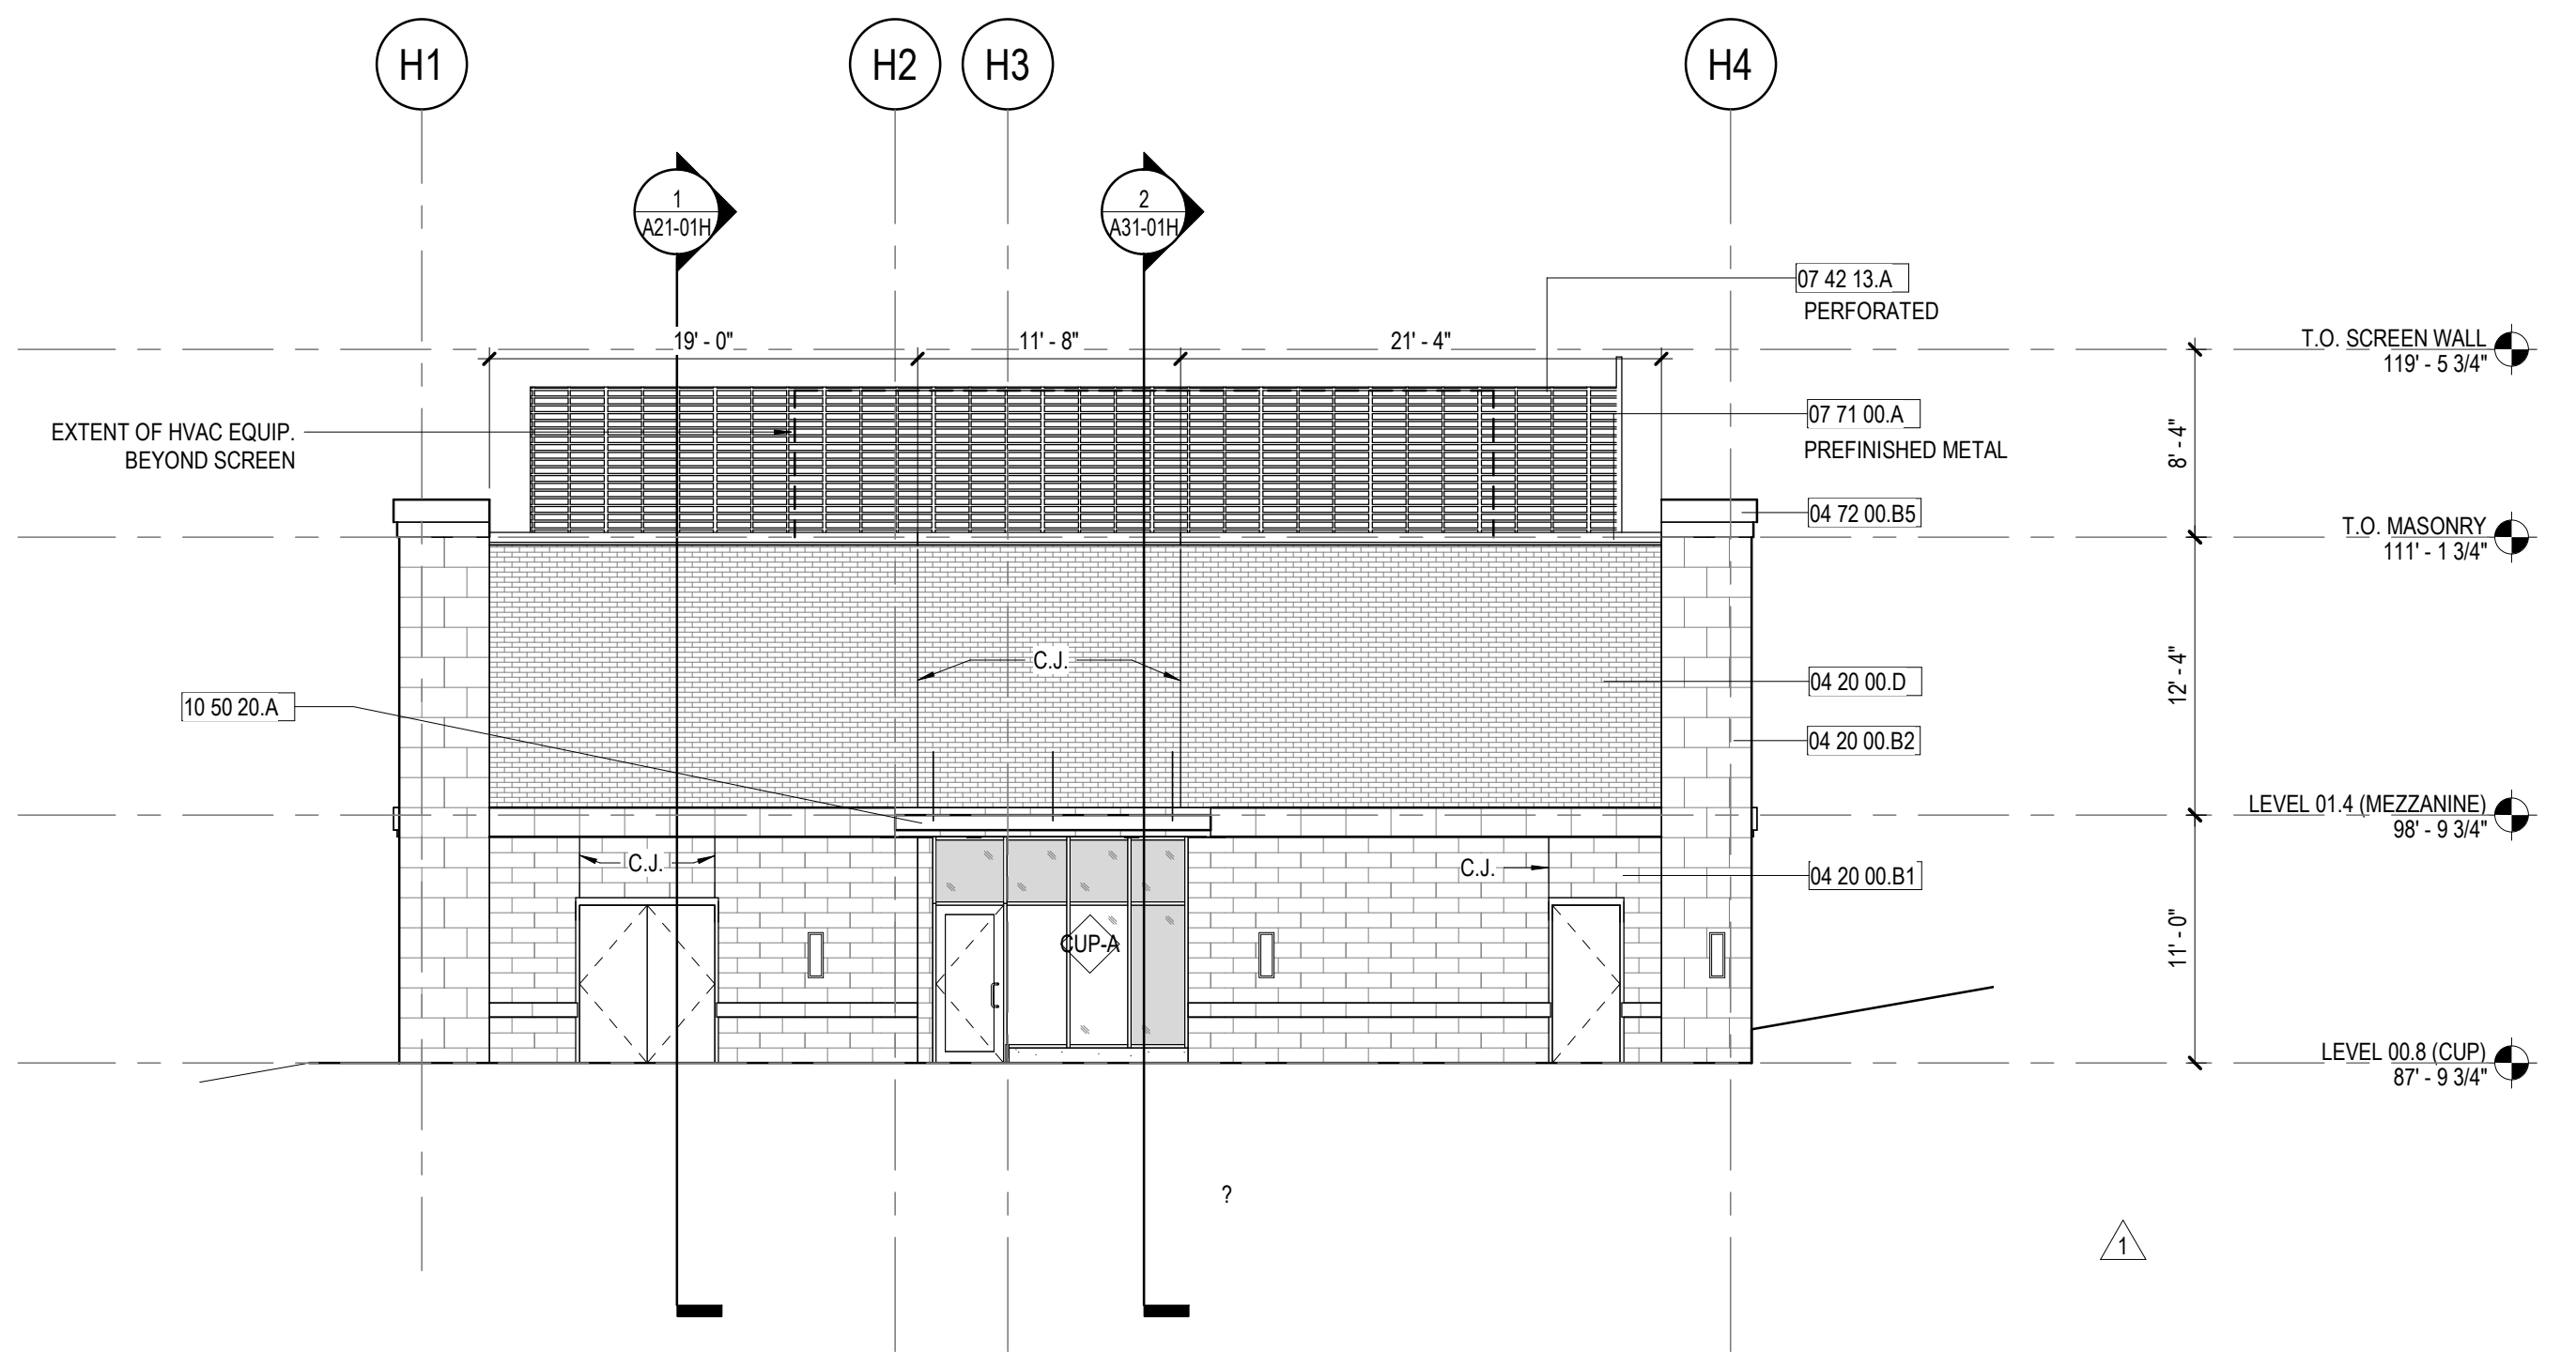 H1
H2
H3
H4
1
A21-01H
2
A31-01H
07 42 13.A
PERFORATED
19' - 0"
11' - 8"
21' - 4"
T.O. SCREEN WALL
119' - 5 3/4"
EXTENT OF HVAC EQUIP.
BEYOND SCREEN
07 71 00.A
PREFINISHED METAL
8' - 4"
04 72 00.B5
T.O. MASONRY
111' - 1 3/4"
C.J.
04 20 00.D
12' - 4"
10 50 20.A
04 20 00.B2
LEVEL 01.4 (MEZZANINE)
98' - 9 3/4"
C.J.
C.J.
04 20 00.B1
CUP-A
11' - 0"
LEVEL 00.8 (CUP)
87' - 9 3/4"
?
1